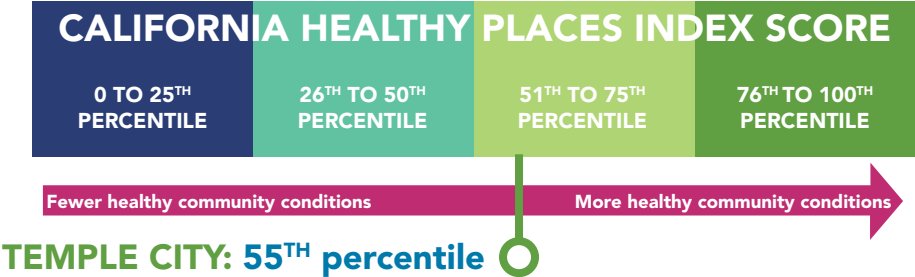 CALIFORNIA HEALTHY PLACES INDEX SCORE
0 TO 25TH
PERCENTILE
26TH TO 50TH
PERCENTILE
51ST TO 75TH
PERCENTILE
76TH TO 100TH
PERCENTILE
Fewer healthy community conditions
More healthy community conditions
TEMPLE CITY: 55TH percentile